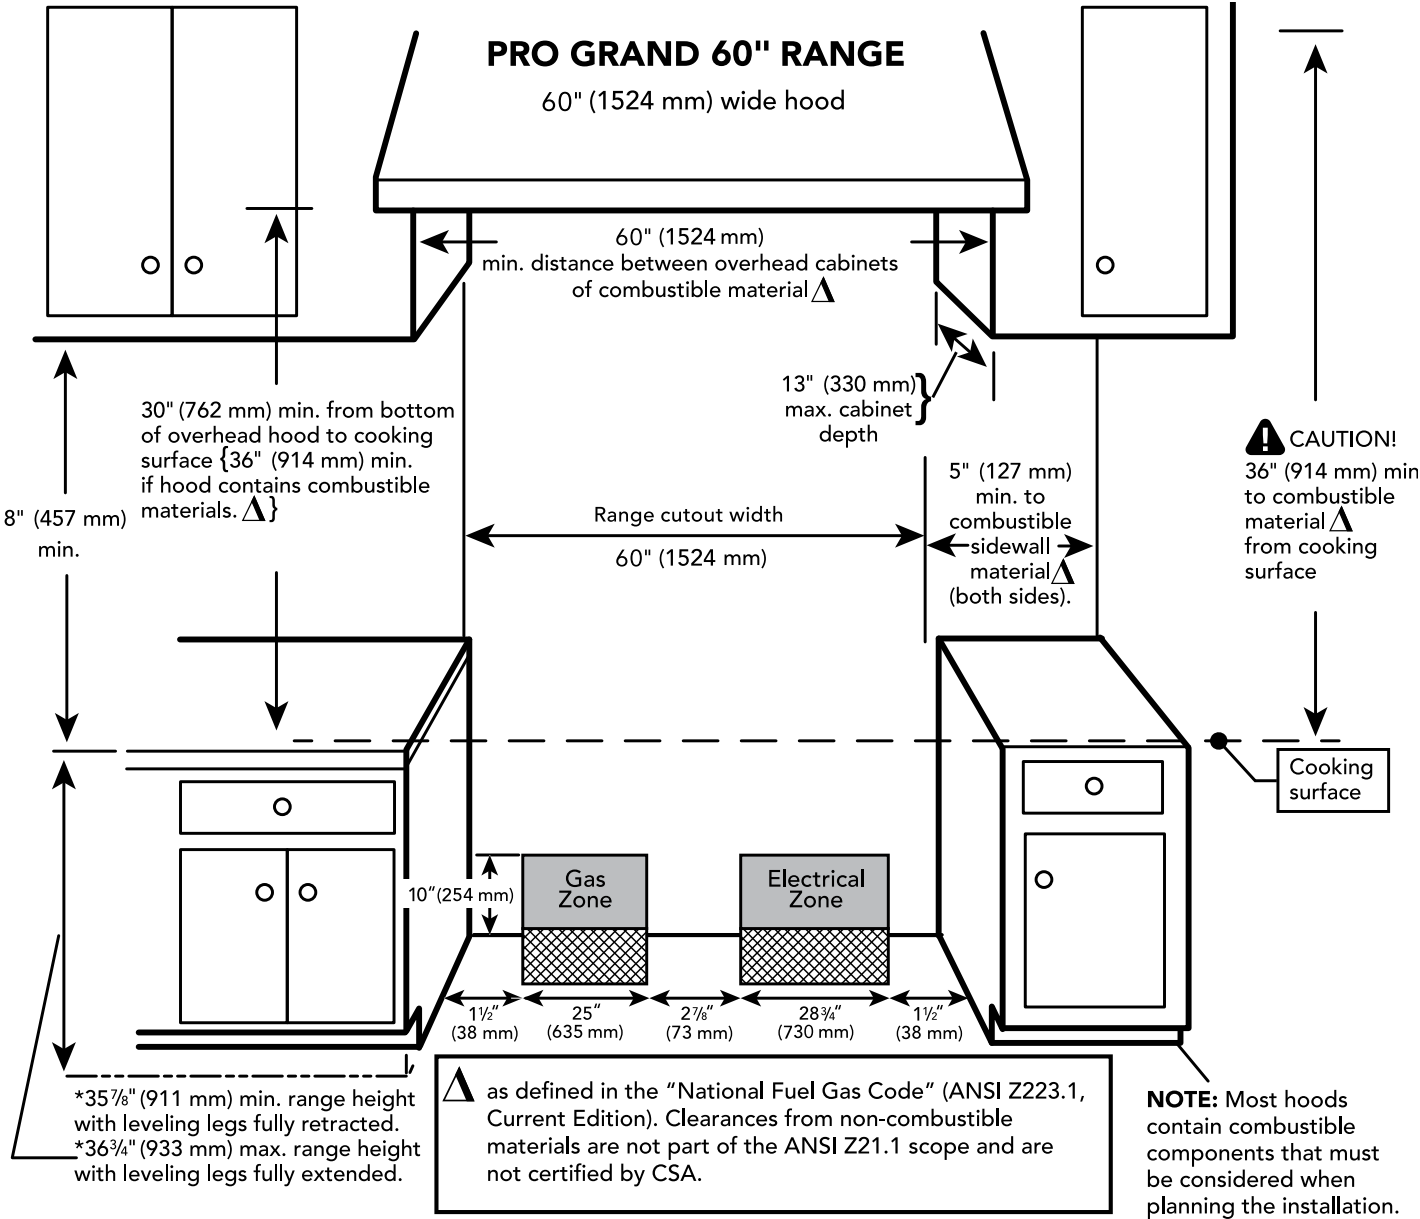 PRO GRAND 60" RANGE
60" (1524 mm) wide hood
60" (1524 mm)
min. distance between overhead cabinets
of combustible material Δ
13" (330 mm)}
max. cabinet
depth
30" (762 mm) min. from bottom
of overhead hood to cooking
surface {36" (914 mm) min.
if hood contains combustible
materials. Δ}
8" (457 mm)
min.
Range cutout width
60" (1524 mm)
5" (127 mm)
min. to
combustible
sidewall
material Δ
(both sides).
! CAUTION!
36" (914 mm) min
to combustible
material Δ
from cooking
surface
Cooking
surface
10“(254 mm)
Gas
Zone
Electrical
Zone
1½“
(38 mm)
25“
(635 mm)
2⅞“
(73 mm)
28¾“
(730 mm)
1½“
(38 mm)
*35⅞" (911 mm) min. range height
with leveling legs fully retracted.
*36¾" (933 mm) max. range height
with leveling legs fully extended.
Δ as defined in the “National Fuel Gas Code” (ANSI Z223.1,
Current Edition). Clearances from non-combustible
materials are not part of the ANSI Z21.1 scope and are
not certified by CSA.
NOTE: Most hoods
contain combustible
components that must
be considered when
planning the installation.